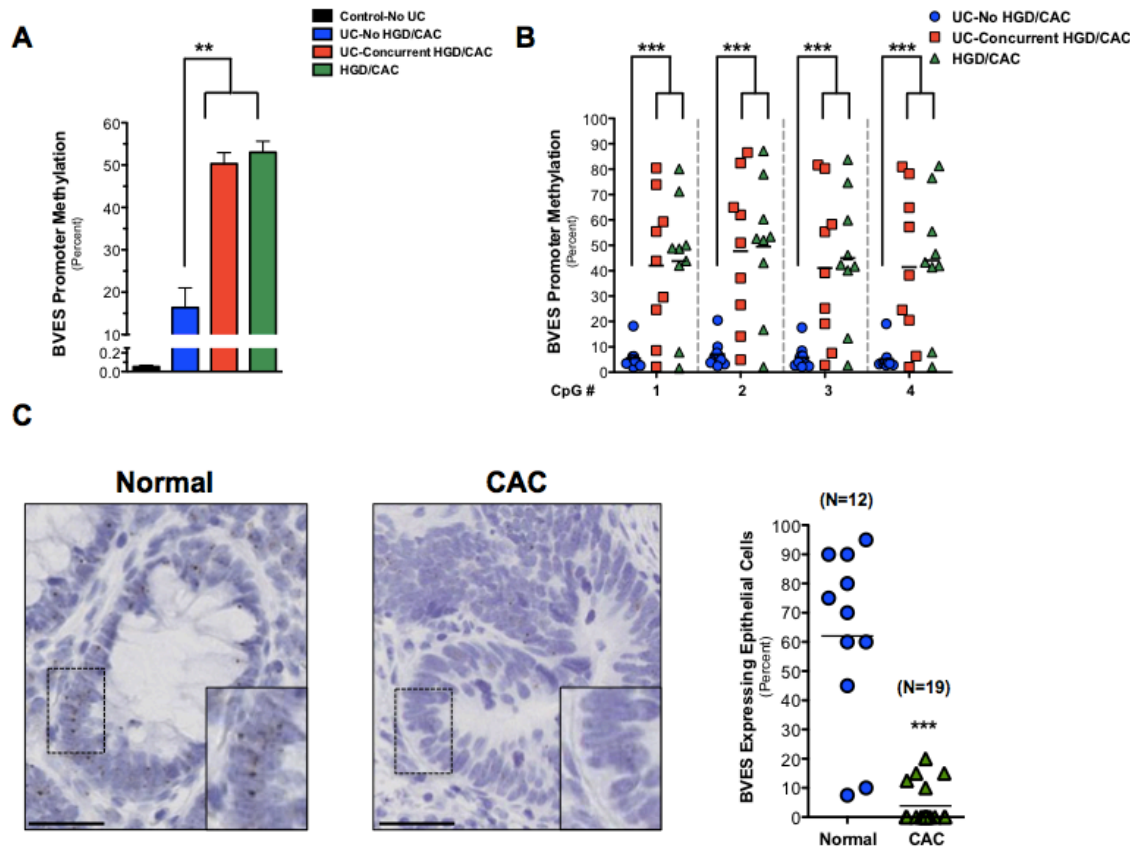 A
Control-No UC
UC-No HGD/CAC
UC-Concurrent HGD/CAC
HGD/CAC
**
BVES Promoter Methylation
(Percent)
60
50
40
30
20
10
0.2
0.0
B
UC-No HGD/CAC
UC-Concurrent HGD/CAC
HGD/CAC
*** *** *** ***
BVES Promoter Methylation
(Percent)
100
90
80
70
60
50
40
30
20
10
0
CpG # 1 2 3 4
C
Normal
CAC
(N=12)
(N=19)
***
BVES Expressing Epithelial Cells
(Percent)
100
90
80
70
60
50
40
30
20
10
0
Normal CAC